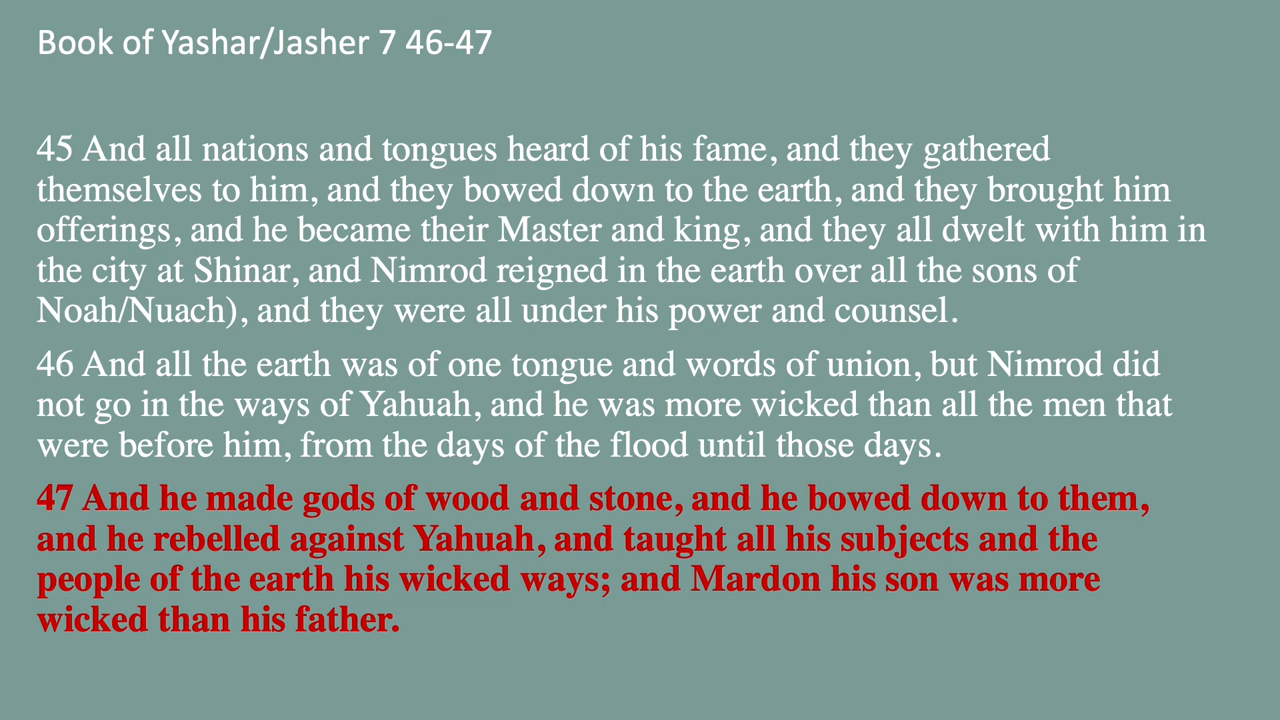 Book of Yashar/Jasher 7 46-47
45 And all nations and tongues heard of his fame, and they gathered
themselves to him, and they bowed down to the earth, and they brought him
offerings, and he became their Master and king, and they all dwelt with him in
the city at Shinar, and Nimrod reigned in the earth over all the sons of
Noah/Nuach), and they were all under his power and counsel.
46 And all the earth was of one tongue and words of union, but Nimrod did
not go in the ways of Yahuah, and he was more wicked than all the men that
were before him, from the days of the flood until those days.
47 And he made gods of wood and stone, and he bowed down to them,
and he rebelled against Yahuah, and taught all his subjects and the
people of the earth his wicked ways; and Mardon his son was more
wicked than his father.